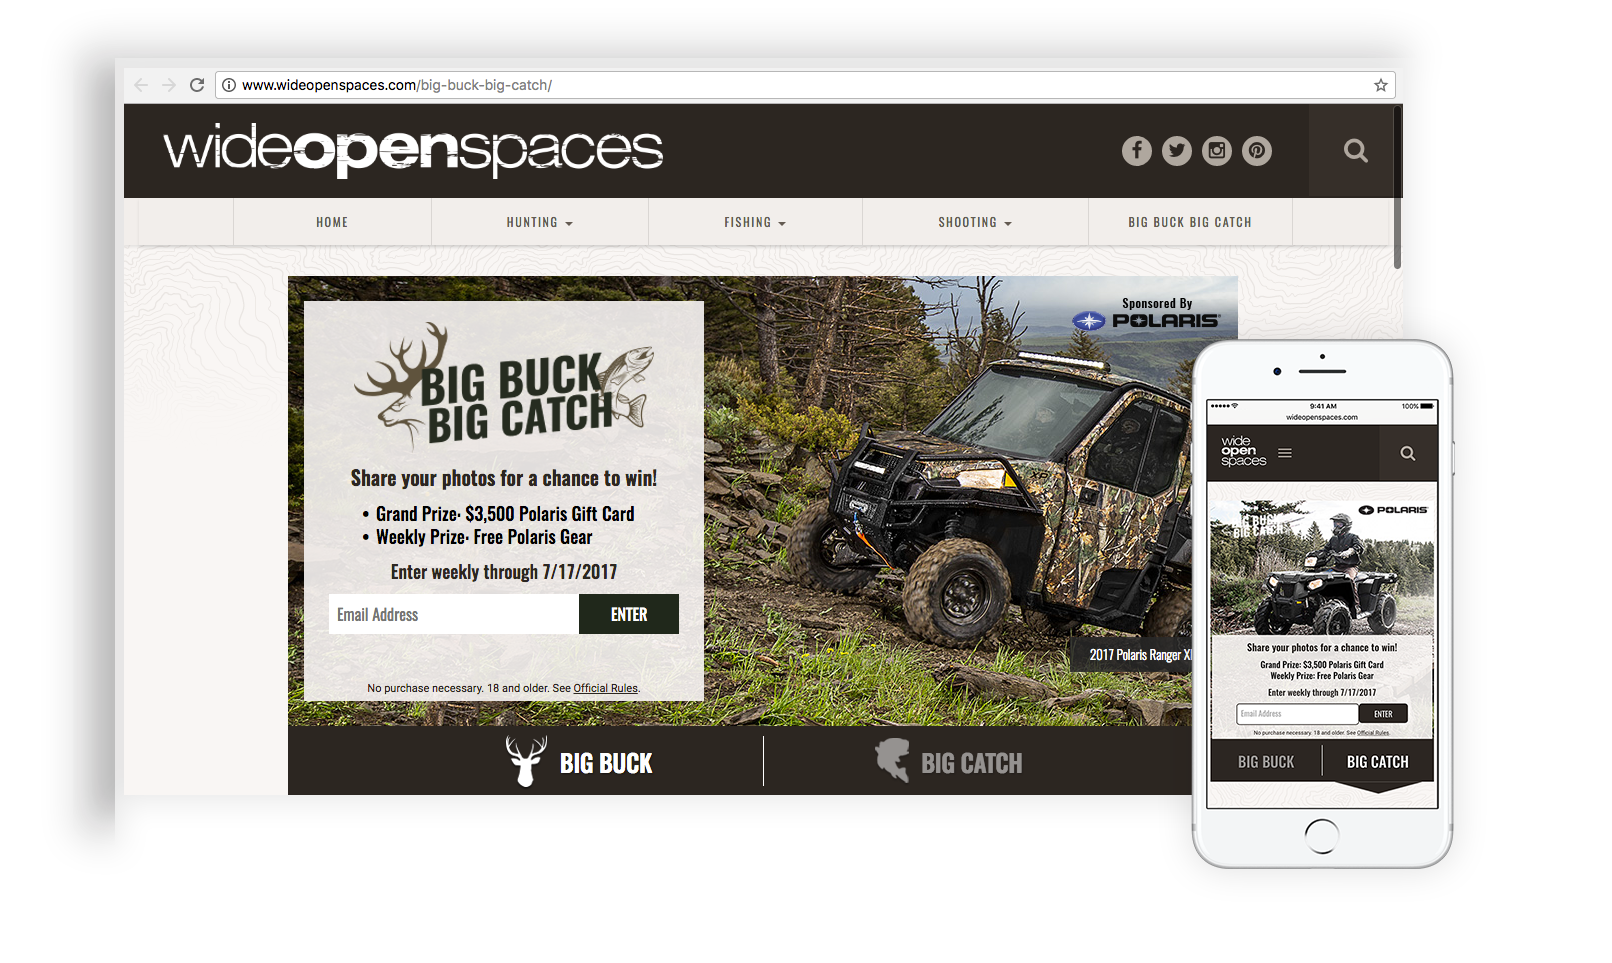 www.wideopenspaces.com/big-buck-big-catch/
wideopenspaces
HOME
HUNTING
FISHING
SHOOTING
BIG BUCK BIG CATCH
Sponsored By
POLARIS
BIG BUCK
BIG CATCH
Share your photos for a chance to win!
• Grand Prize: $3,500 Polaris Gift Card
• Weekly Prize: Free Polaris Gear
Enter weekly through 7/17/2017
Email Address
ENTER
No purchase necessary. 18 and older. See Official Rules.
2017 Polaris Ranger
BIG BUCK
BIG CATCH
9:41 AM
100%
wideopenspaces.com
wide
open
spaces
POLARIS
BIG BUCK
BIG CATCH
Share your photos for a chance to win!
Grand Prize: $3,500 Polaris Gift Card
Weekly Prize: Free Polaris Gear
Enter weekly through 7/17/2017
Email Address
ENTER
No purchase necessary. 18 and older. See Official Rules.
BIG BUCK
BIG CATCH